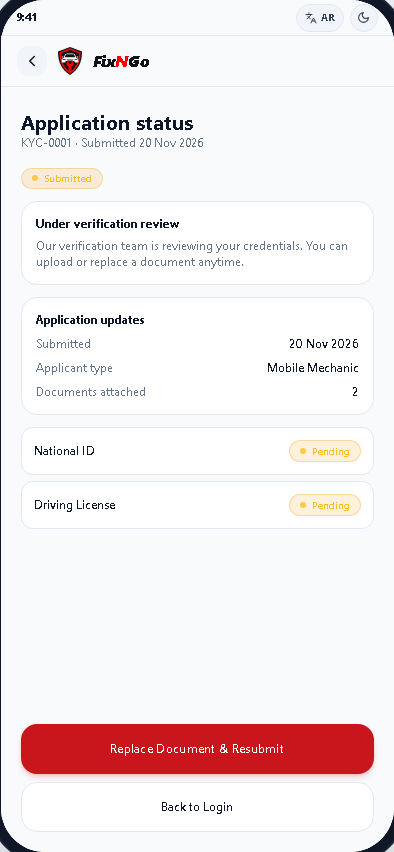 9:41
AR
FixNGo
Application status
KYC-0001 · Submitted 20 Nov 2026
Submitted
Under verification review
Our verification team is reviewing your credentials. You can
upload or replace a document anytime.
Application updates
Submitted 20 Nov 2026
Applicant type Mobile Mechanic
Documents attached 2
National ID Pending
Driving License Pending
Replace Document & Resubmit
Back to Login